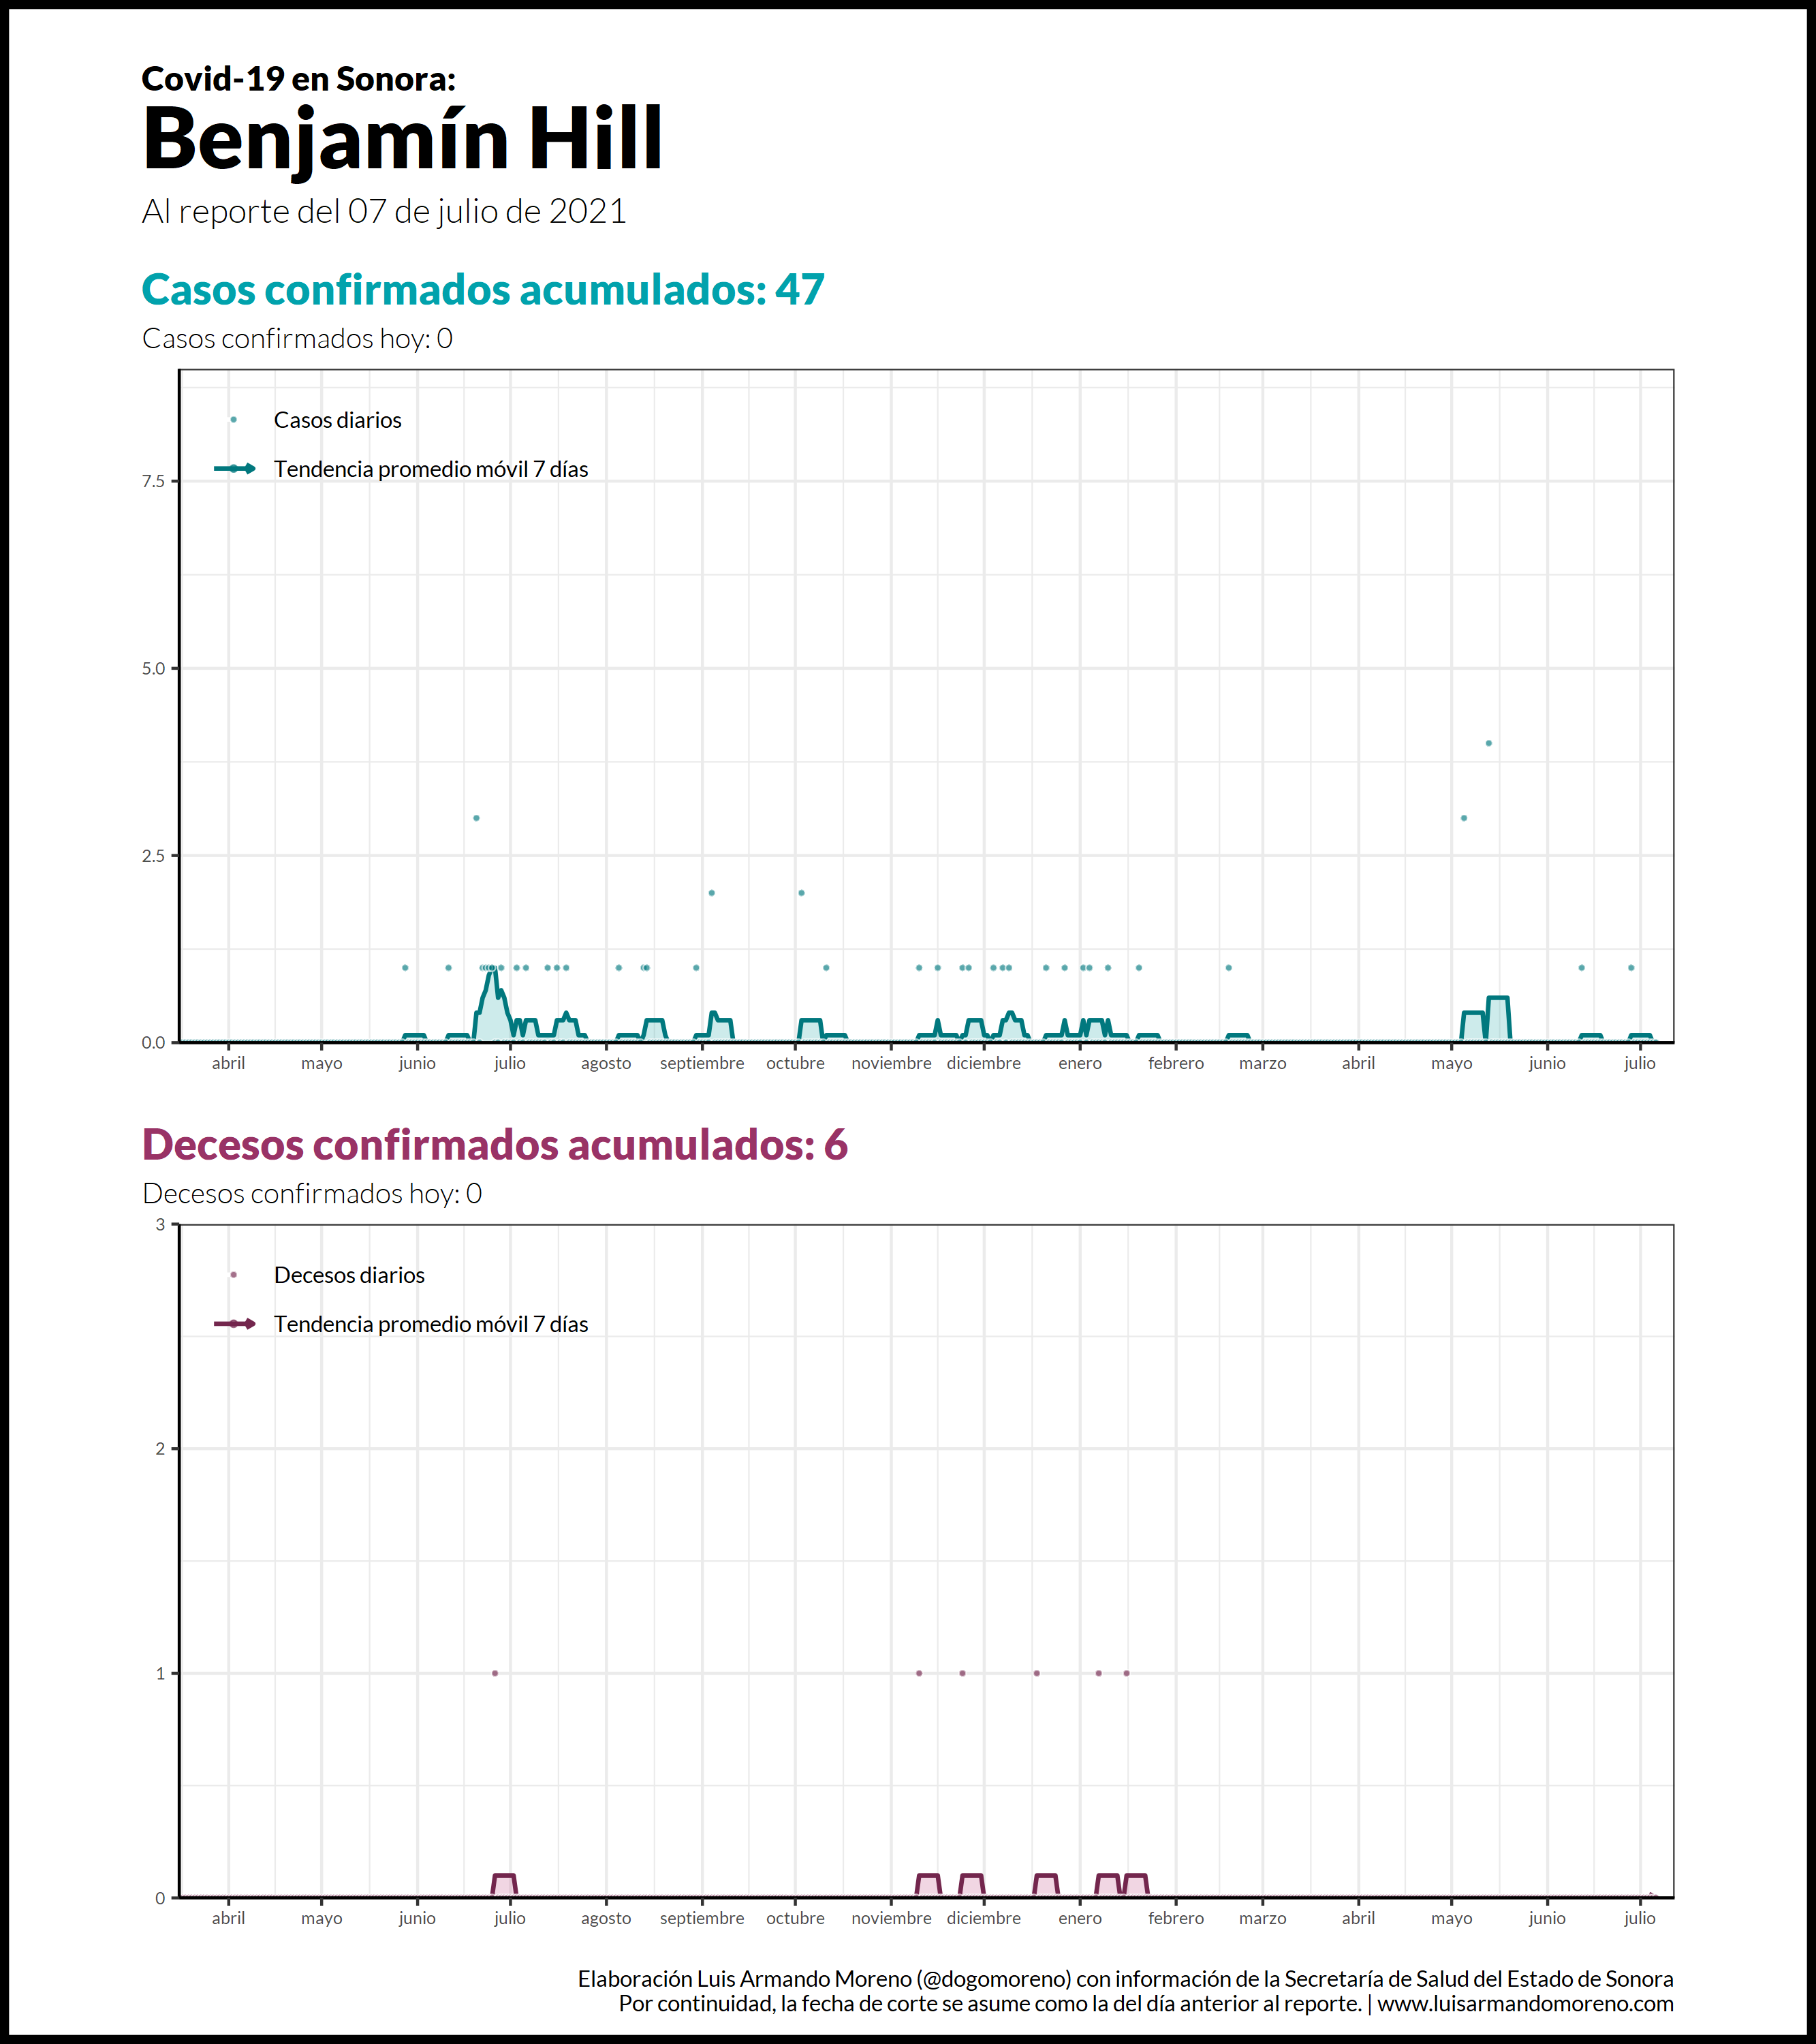 Covid-19 en Sonora:
Benjamín Hill
Al reporte del 07 de julio de 2021
Casos confirmados acumulados: 47
Casos confirmados hoy: 0
Casos diarios
Tendencia promedio móvil 7 días
7.5
5.0
2.5
0.0
abril mayo junio julio agosto septiembre octubre noviembre diciembre enero febrero marzo abril mayo junio julio
Decesos confirmados acumulados: 6
Decesos confirmados hoy: 0
3
Decesos diarios
Tendencia promedio móvil 7 días
2
1
0
abril mayo junio julio agosto septiembre octubre noviembre diciembre enero febrero marzo abril mayo junio julio
Elaboración Luis Armando Moreno (@dogomoreno) con información de la Secretaría de Salud del Estado de Sonora
Por continuidad, la fecha de corte se asume como la del día anterior al reporte. | www.luisarmandomoreno.com